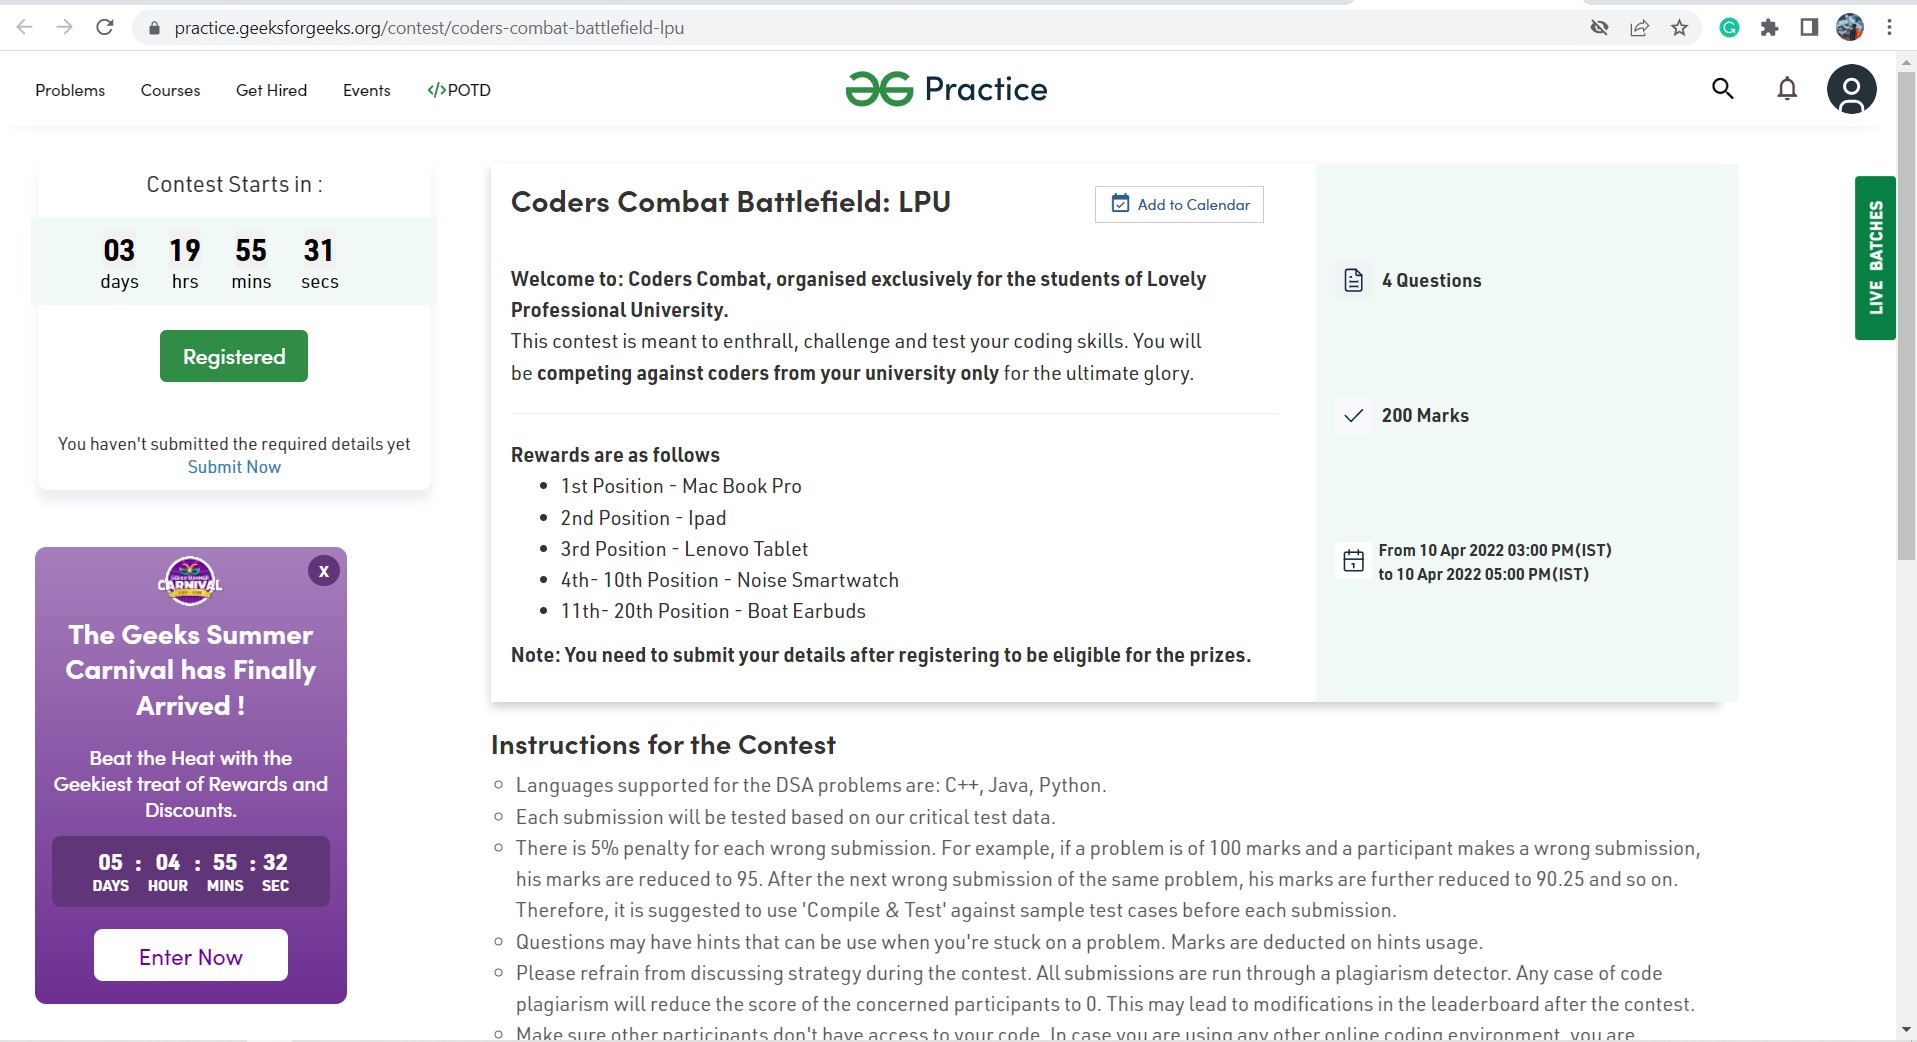 practice.geeksforgeeks.org/contest/coders-combat-battlefield-lpu
Problems
Courses
Get Hired
Events
</>POTD
Practice
Contest Starts in :
03 19 55 31
days hrs mins secs
Registered
You haven't submitted the required details yet
Submit Now
GEEKS SUMMER
CARNIVAL
X
The Geeks Summer
Carnival has Finally
Arrived !
Beat the Heat with the
Geekiest treat of Rewards and
Discounts.
05 : 04 : 55 : 32
DAYS HOUR MINS SEC
Enter Now
Coders Combat Battlefield: LPU
Add to Calendar
Welcome to: Coders Combat, organised exclusively for the students of Lovely
Professional University.
This contest is meant to enthrall, challenge and test your coding skills. You will
be competing against coders from your university only for the ultimate glory.
Rewards are as follows
1st Position - Mac Book Pro
2nd Position - Ipad
3rd Position - Lenovo Tablet
4th- 10th Position - Noise Smartwatch
11th- 20th Position - Boat Earbuds
Note: You need to submit your details after registering to be eligible for the prizes.
4 Questions
200 Marks
From 10 Apr 2022 03:00 PM(IST)
to 10 Apr 2022 05:00 PM(IST)
LIVE BATCHES
Instructions for the Contest
Languages supported for the DSA problems are: C++, Java, Python.
Each submission will be tested based on our critical test data.
There is 5% penalty for each wrong submission. For example, if a problem is of 100 marks and a participant makes a wrong submission,
his marks are reduced to 95. After the next wrong submission of the same problem, his marks are further reduced to 90.25 and so on.
Therefore, it is suggested to use 'Compile & Test' against sample test cases before each submission.
Questions may have hints that can be use when you're stuck on a problem. Marks are deducted on hints usage.
Please refrain from discussing strategy during the contest. All submissions are run through a plagiarism detector. Any case of code
plagiarism will reduce the score of the concerned participants to 0. This may lead to modifications in the leaderboard after the contest.
Make sure other participants don't have access to your code. In case you are using any other online coding environment, you are